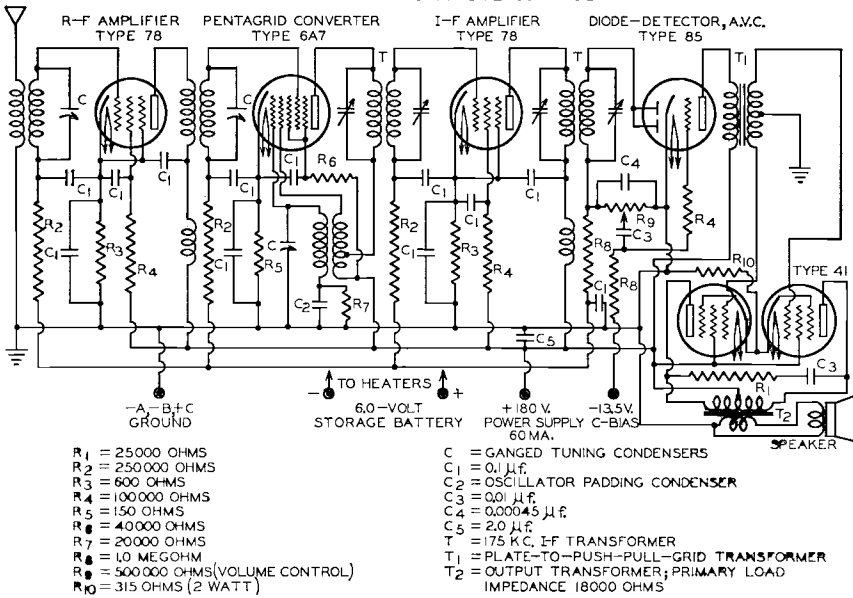 R-F AMPLIFIER
TYPE 78
PENTAGRID CONVERTER
TYPE 6A7
I-F AMPLIFIER
TYPE 78
DIODE-DETECTOR, A.V.C.
TYPE 85
T
T1
C
C
C1
C1
C1
C1
C1
R6
C1
C1
C4
R9
C3
R4
R2
C1
R3
R4
R2
C1
R5
C
C2
R7
R2
C1
R3
R4
R8
C1
R8
R10
TYPE 41
C5
C3
R1
T2
SPEAKER
-A,-B,+C
GROUND
TO HEATERS
- +
6.0-VOLT
STORAGE BATTERY
+180 V.
POWER SUPPLY
60 MA.
-13.5V.
C-BIAS
R1 = 25000 OHMS
R2 = 250000 OHMS
R3 = 600 OHMS
R4 = 100000 OHMS
R5 = 150 OHMS
R6 = 40000 OHMS
R7 = 20000 OHMS
R8 = 1.0 MEGOHM
R9 = 500000 OHMS (VOLUME CONTROL)
R10 = 315 OHMS (2 WATT)
C = GANGED TUNING CONDENSERS
C1 = 0.1 µf.
C2 = OSCILLATOR PADDING CONDENSER
C3 = 0.01 µf.
C4 = 0.00045 µf.
C5 = 2.0 µf.
T = 175 KC. I-F TRANSFORMER
T1 = PLATE-TO-PUSH-PULL-GRID TRANSFORMER
T2 = OUTPUT TRANSFORMER; PRIMARY LOAD
IMPEDANCE 18000 OHMS